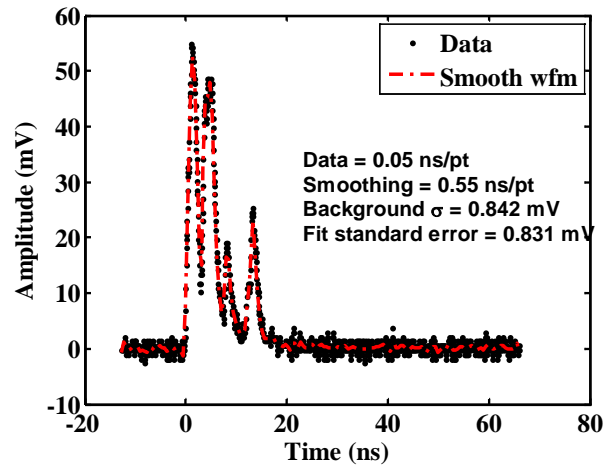 60
50
40
30
20
10
0
-10
Amplitude (mV)
Data
Smooth wfm
Data = 0.05 ns/pt
Smoothing = 0.55 ns/pt
Background σ = 0.842 mV
Fit standard error = 0.831 mV
-20 0 20 40 60 80
Time (ns)